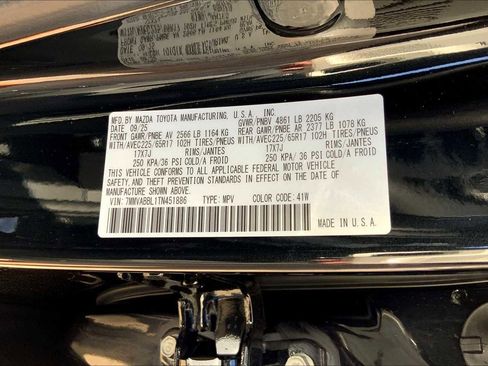 MFD. BY MAZDA TOYOTA MANUFACTURING, U.S.A., INC.
DATE 09/25 GVWR/PNBV 4861 LB 2205 KG
FRONT GAWR/PNBE AV 2566 LB 1164 KG REAR GAWR/PNBE AR 2377 LB 1078 KG
WITH/AVEC225/65R17 102H TIRES/PNEUS WITH/AVEC225/65R17 102H TIRES/PNEUS
17X7J RIMS/JANTES 17X7J RIMS/JANTES
250 KPA/36 PSI COLD/A FROID 250 KPA/36 PSI COLD/A FROID
THIS VEHICLE CONFORMS TO ALL APPLICABLE FEDERAL MOTOR VEHICLE
SAFETY, BUMPER, AND THEFT PREVENTION STANDARDS IN EFFECT ON THE DATE OF
MANUFACTURE SHOWN ABOVE.
VIN: 7MMVABBL1TN451886 TYPE: MPV COLOR CODE: 41W
MADE IN U.S.A.